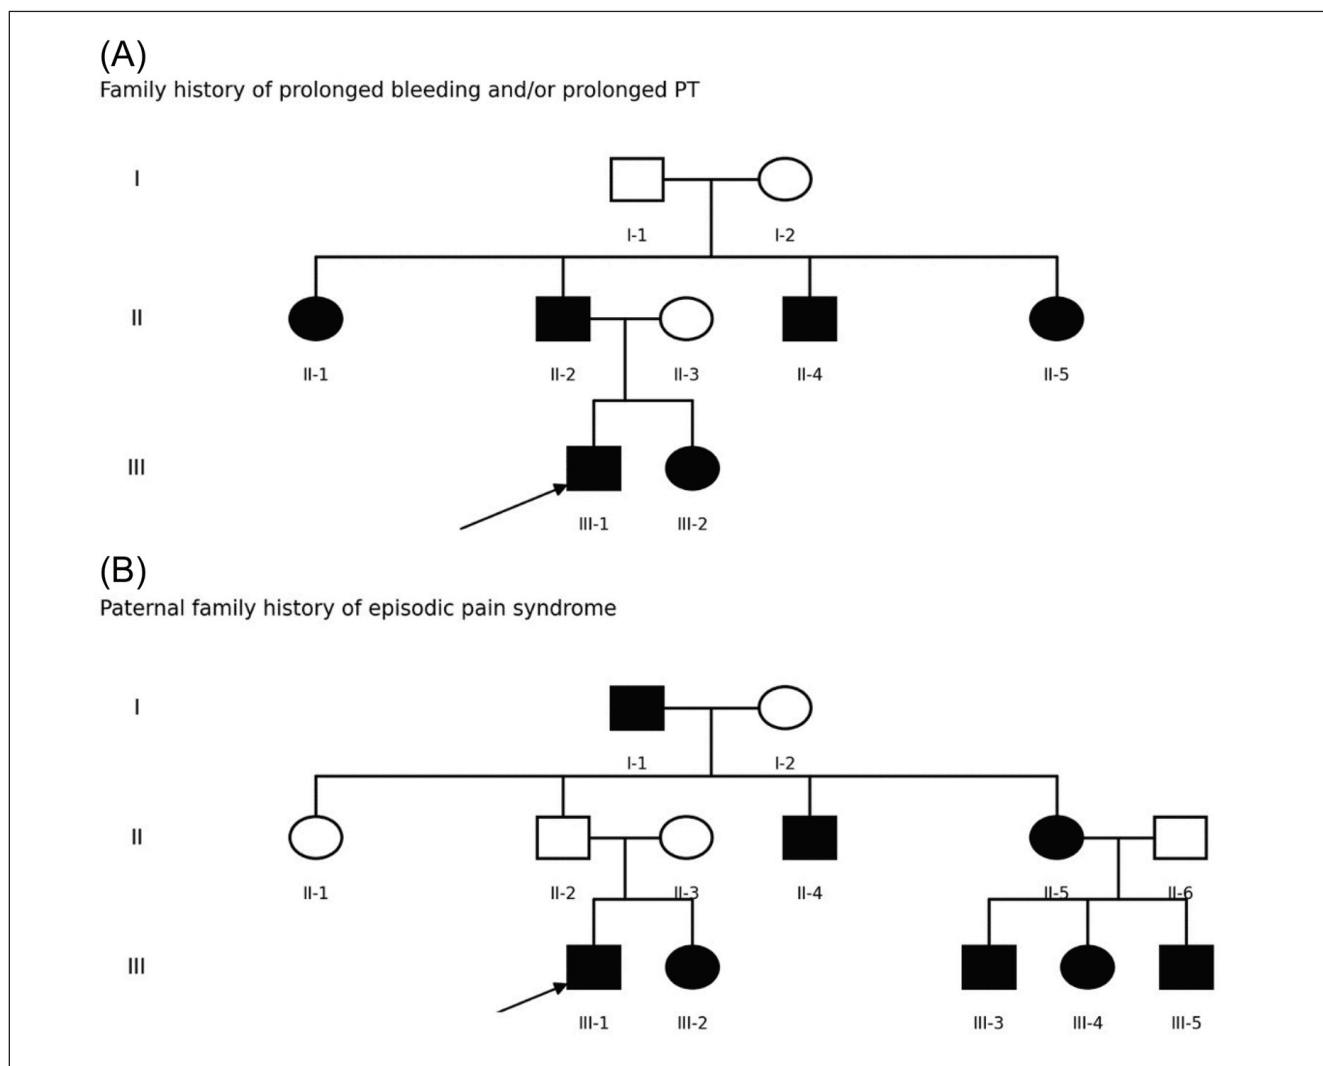 (A)
Family history of prolonged bleeding and/or prolonged PT
I
I-1 I-2
II
II-1 II-2 II-3 II-4 II-5
III
III-1 III-2
(B)
Paternal family history of episodic pain syndrome
I
I-1 I-2
II
II-1 II-2 II-3 II-4 II-5 II-6
III
III-1 III-2 III-3 III-4 III-5